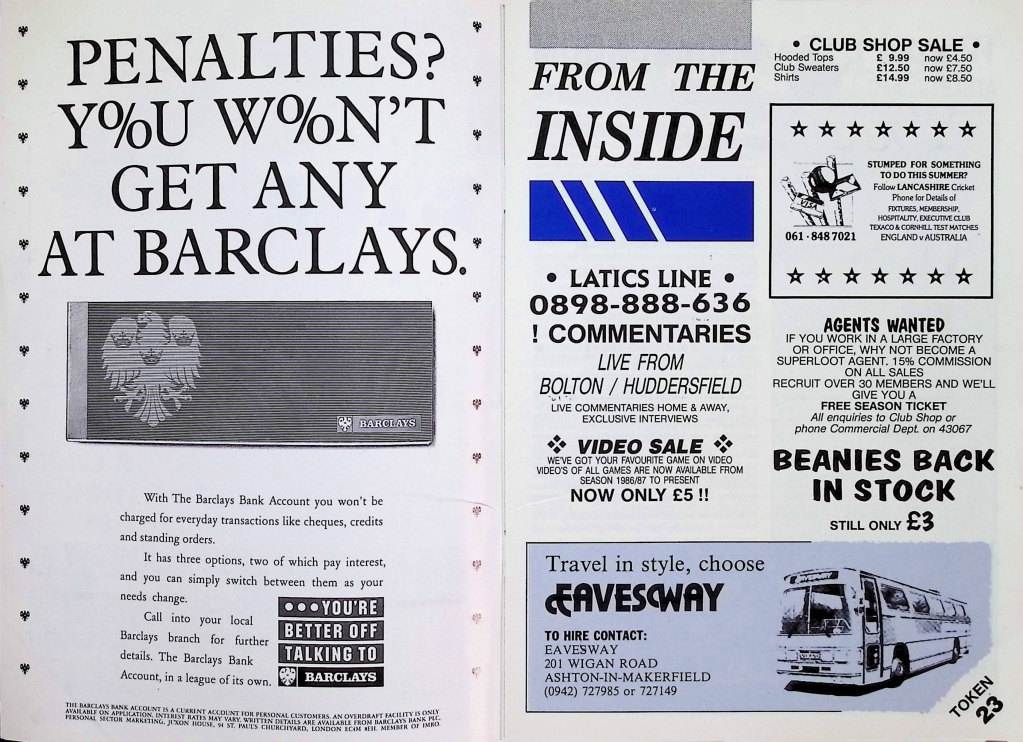 PENALTIES?
Y%U W%N'T
GET ANY
AT BARCLAYS.
BARCLAYS
With The Barclays Bank Account you won't be
charged for everyday transactions like cheques, credits
and standing orders.
It has three options, two of which pay interest,
and you can simply switch between them as your
needs change.
Call into your local
Barclays branch for further
details. The Barclays Bank
Account, in a league of its own.
•••YOU'RE
BETTER OFF
TALKING TO
BARCLAYS
THE BARCLAYS BANK ACCOUNT IS A CURRENT ACCOUNT FOR PERSONAL CUSTOMERS. AN OVERDRAFT FACILITY IS ONLY
AVAILABLE ON APPLICATION. INTEREST RATES MAY VARY. WRITTEN DETAILS ARE AVAILABLE FROM BARCLAYS BANK PLC.
PERSONAL SECTOR MARKETING, JUXON HOUSE, 94 ST. PAUL'S CHURCHYARD, LONDON EC4M 8EH. MEMBER OF IMRO.
FROM THE
INSIDE
• LATICS LINE •
0898-888-636
! COMMENTARIES
LIVE FROM
BOLTON / HUDDERSFIELD
LIVE COMMENTARIES HOME & AWAY,
EXCLUSIVE INTERVIEWS
❖ VIDEO SALE ❖
WE'VE GOT YOUR FAVOURITE GAME ON VIDEO
VIDEO'S OF ALL GAMES ARE NOW AVAILABLE FROM
SEASON 1986/87 TO PRESENT
NOW ONLY £5 !!
• CLUB SHOP SALE •
Hooded Tops £ 9.99 now £4.50
Club Sweaters £12.50 now £7.50
Shirts £14.99 now £8.50
STUMPED FOR SOMETHING
TO DO THIS SUMMER?
Follow LANCASHIRE Cricket
Phone for Details of
FIXTURES, MEMBERSHIP,
HOSPITALITY, EXECUTIVE CLUB
TEXACO & CORNHILL TEST MATCHES
ENGLAND v AUSTRALIA
VISA
061 · 848 7021
AGENTS WANTED
IF YOU WORK IN A LARGE FACTORY
OR OFFICE, WHY NOT BECOME A
SUPERLOOT AGENT. 15% COMMISSION
ON ALL SALES
RECRUIT OVER 30 MEMBERS AND WE'LL
GIVE YOU A
FREE SEASON TICKET
All enquiries to Club Shop or
phone Commercial Dept. on 43067
BEANIES BACK
IN STOCK
STILL ONLY £3
Travel in style, choose
EAVESWAY
TO HIRE CONTACT:
EAVESWAY
201 WIGAN ROAD
ASHTON-IN-MAKERFIELD
(0942) 727985 or 727149
TOKEN
23